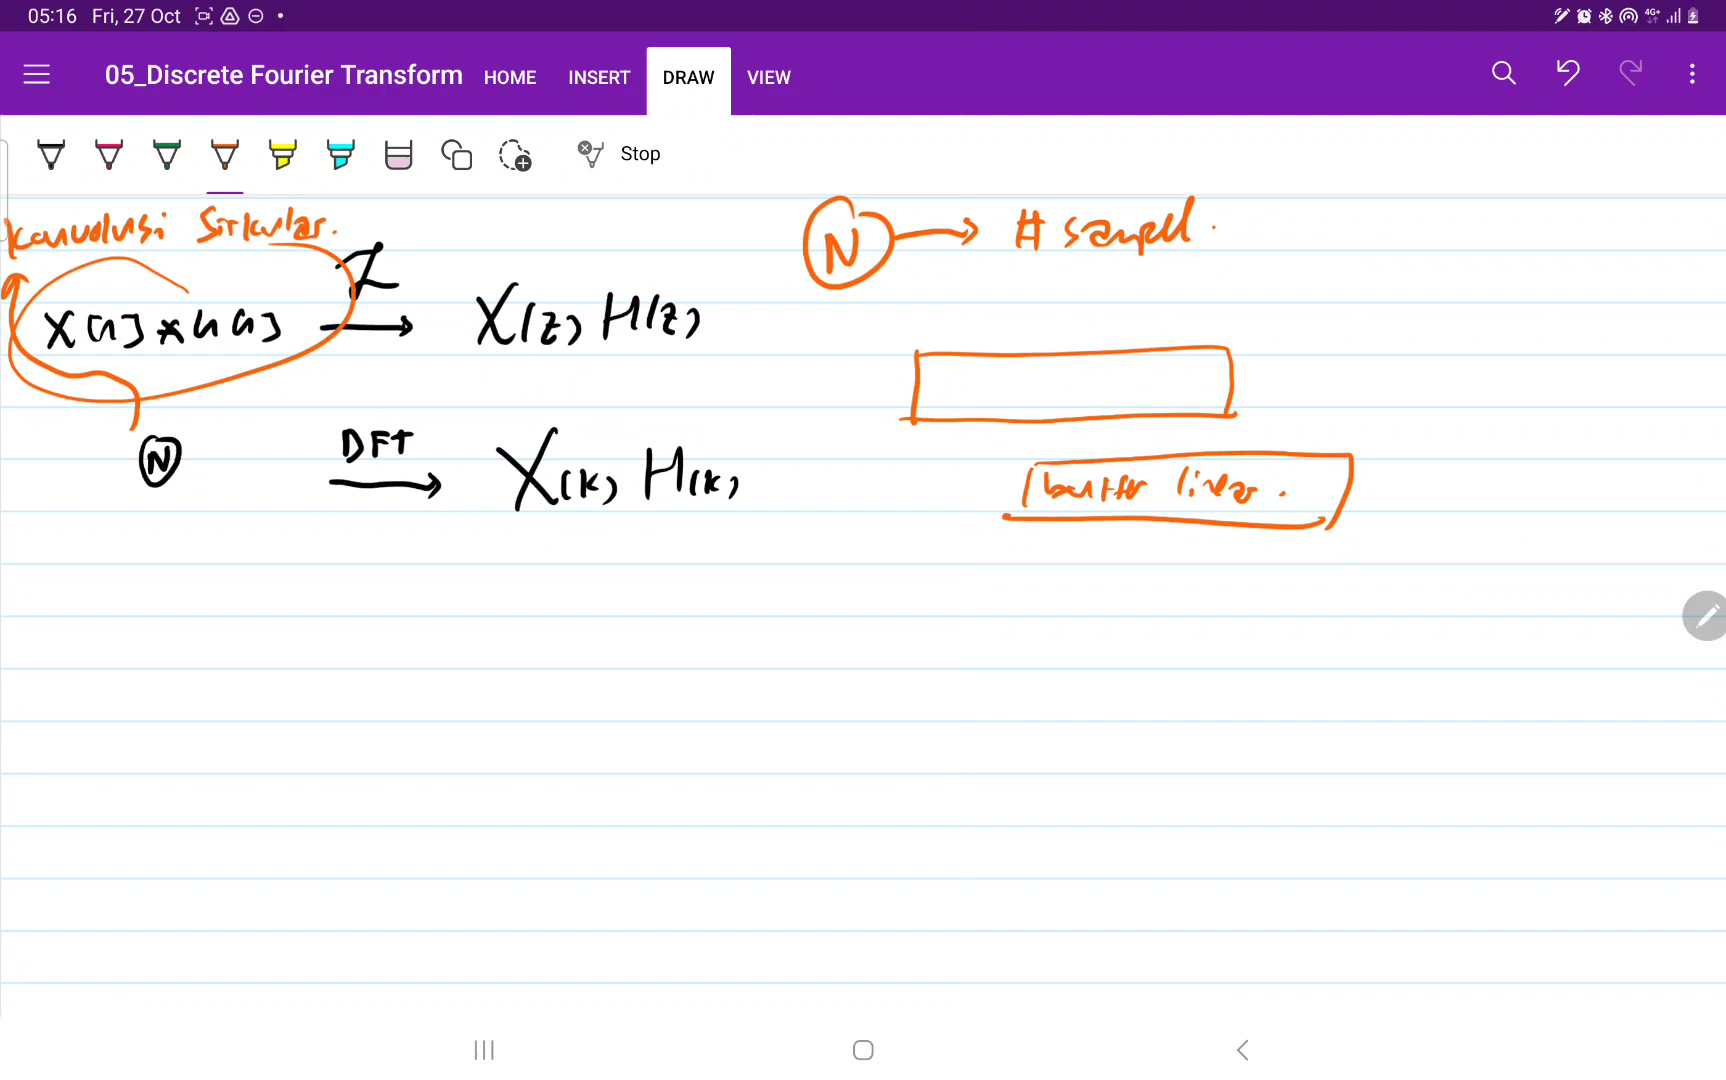 05:16 Fri, 27 Oct
4G+
05_Discrete Fourier Transform HOME INSERT DRAW VIEW
Stop
konvolusi Sirkular.
N → # sampel.
x[n] * h[n] Z → X(z) H(z)
N DFT → X(k) H(k)
buffer linear.